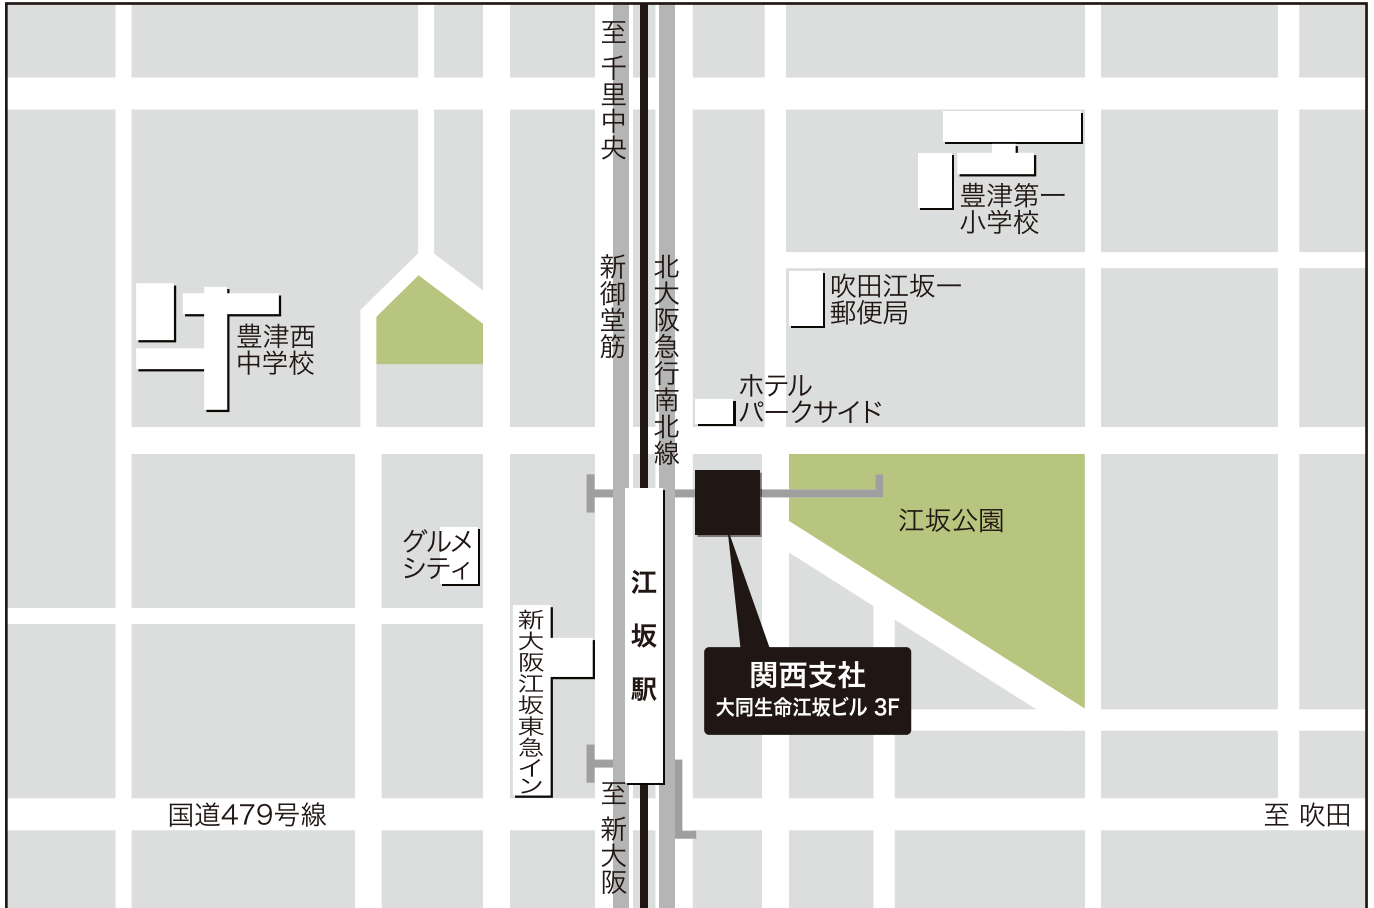 至 千里中央
豊津第一
小学校
新御堂筋
北大阪急行南北線
吹田江坂一
郵便局
豊津西
中学校
ホテル
パークサイド
江坂公園
グルメ
シティ
江坂駅
新大阪江坂東急イン
関西支社
大同生命江坂ビル 3F
国道479号線
至 新大阪
至 吹田